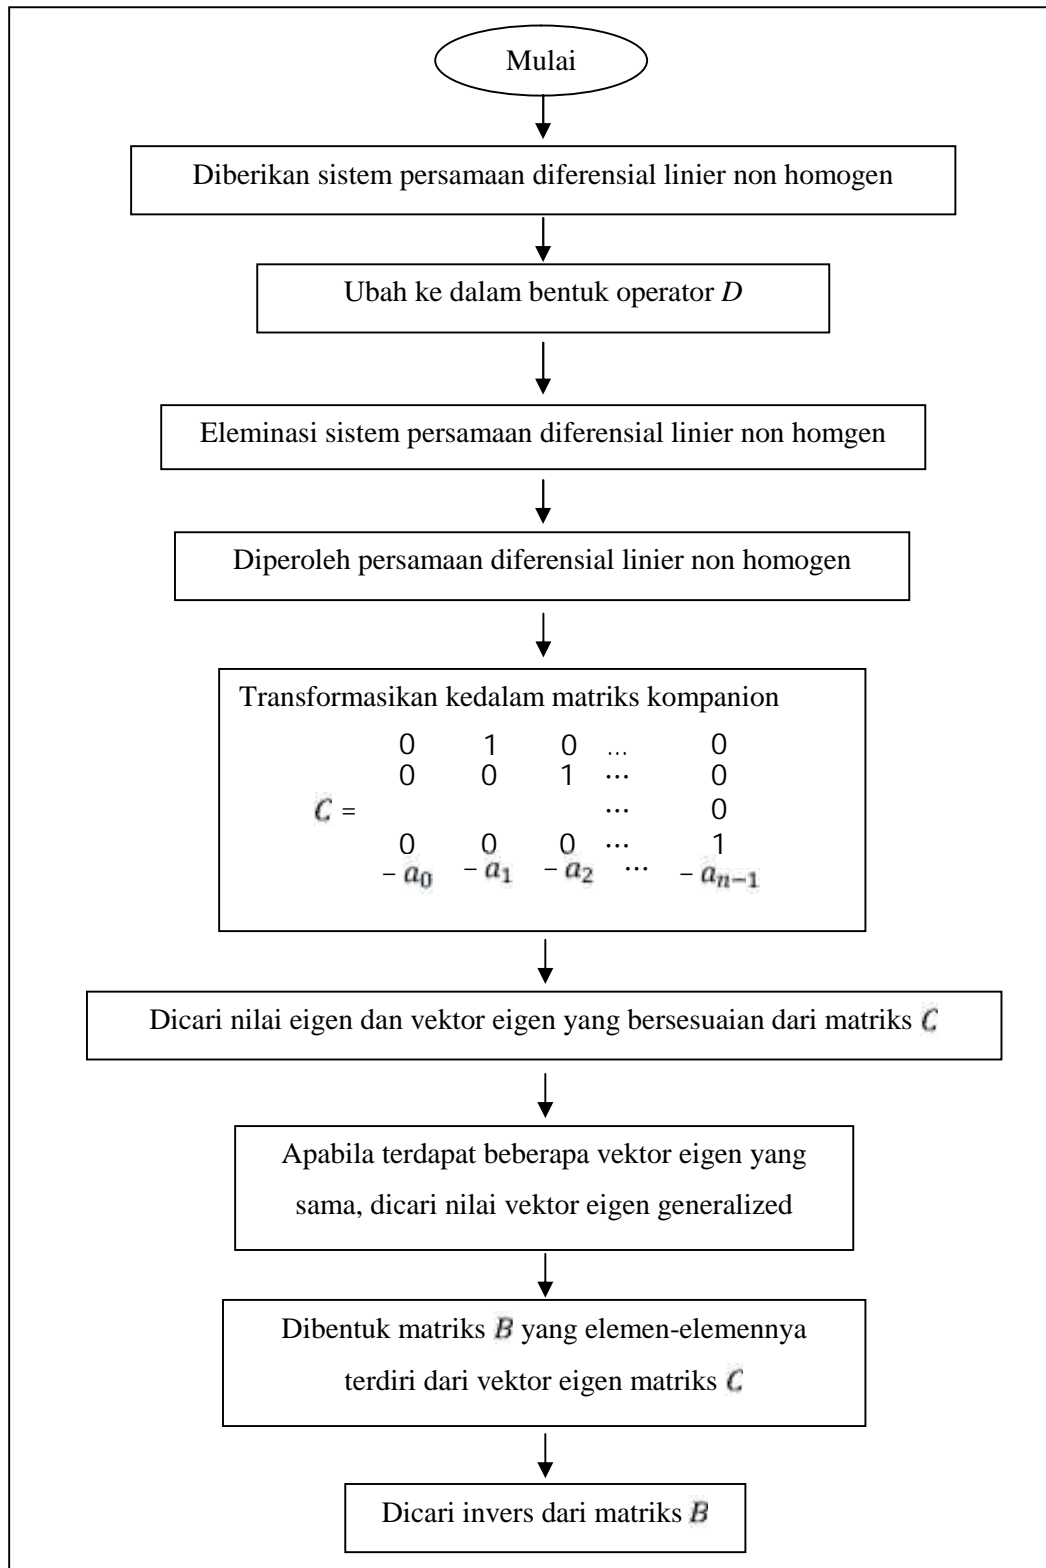 Mulai
Diberikan sistem persamaan diferensial linier non homogen
Ubah ke dalam bentuk operator D
Eleminasi sistem persamaan diferensial linier non homgen
Diperoleh persamaan diferensial linier non homogen
Transformasikan kedalam matriks kompanion
0 1 0 … 0
0 0 1 ⋯ 0
C = ⋯ 0
0 0 0 ⋯ 1
− a₀ − a₁ − a₂ ⋯ − aₙ₋₁
Dicari nilai eigen dan vektor eigen yang bersesuaian dari matriks C
Apabila terdapat beberapa vektor eigen yang
sama, dicari nilai vektor eigen generalized
Dibentuk matriks B yang elemen-elemennya
terdiri dari vektor eigen matriks C
Dicari invers dari matriks B